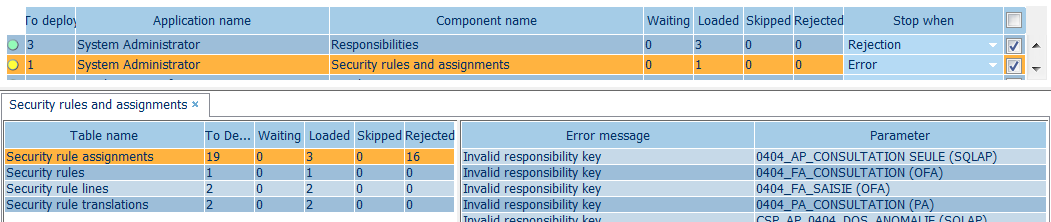 To deploy Application name Component name Waiting Loaded Skipped Rejected Stop when
3 System Administrator Responsibilities 0 3 0 0 Rejection
1 System Administrator Security rules and assignments 0 1 0 0 Error
Security rules and assignments ×
Table name To De... Waiting Loaded Skipped Rejected Error message Parameter
Security rule assignments 19 0 3 0 16 Invalid responsibility key 0404_AP_CONSULTATION SEULE (SQLAP)
Security rules 1 0 1 0 0 Invalid responsibility key 0404_FA_CONSULTATION (OFA)
Security rule lines 2 0 2 0 0 Invalid responsibility key 0404_FA_SAISIE (OFA)
Security rule translations 2 0 2 0 0 Invalid responsibility key 0404_PA_CONSULTATION (PA)
Invalid responsibility key CSP_AP_0404_DOS_ANOMALIE (SQLAP)